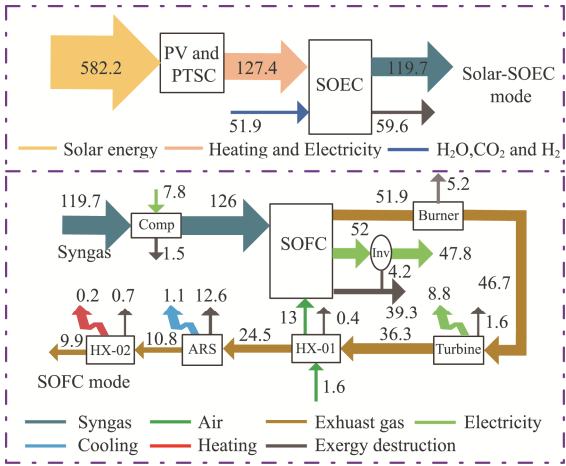 582.2
PV and
PTSC
127.4
SOEC
119.7
Solar-SOEC
mode
51.9
59.6
Solar energy
Heating and Electricity
H₂O,CO₂ and H₂
119.7
7.8
126
Syngas
Comp
1.5
SOFC
51.9
5.2
Burner
52
Inv
47.8
4.2
39.3
46.7
0.2
0.7
1.1
12.6
13
0.4
8.8
1.6
9.9
HX-02
10.8
ARS
24.5
HX-01
36.3
Turbine
SOFC mode
1.6
Syngas
Air
Exhuast gas
Electricity
Cooling
Heating
Exergy destruction